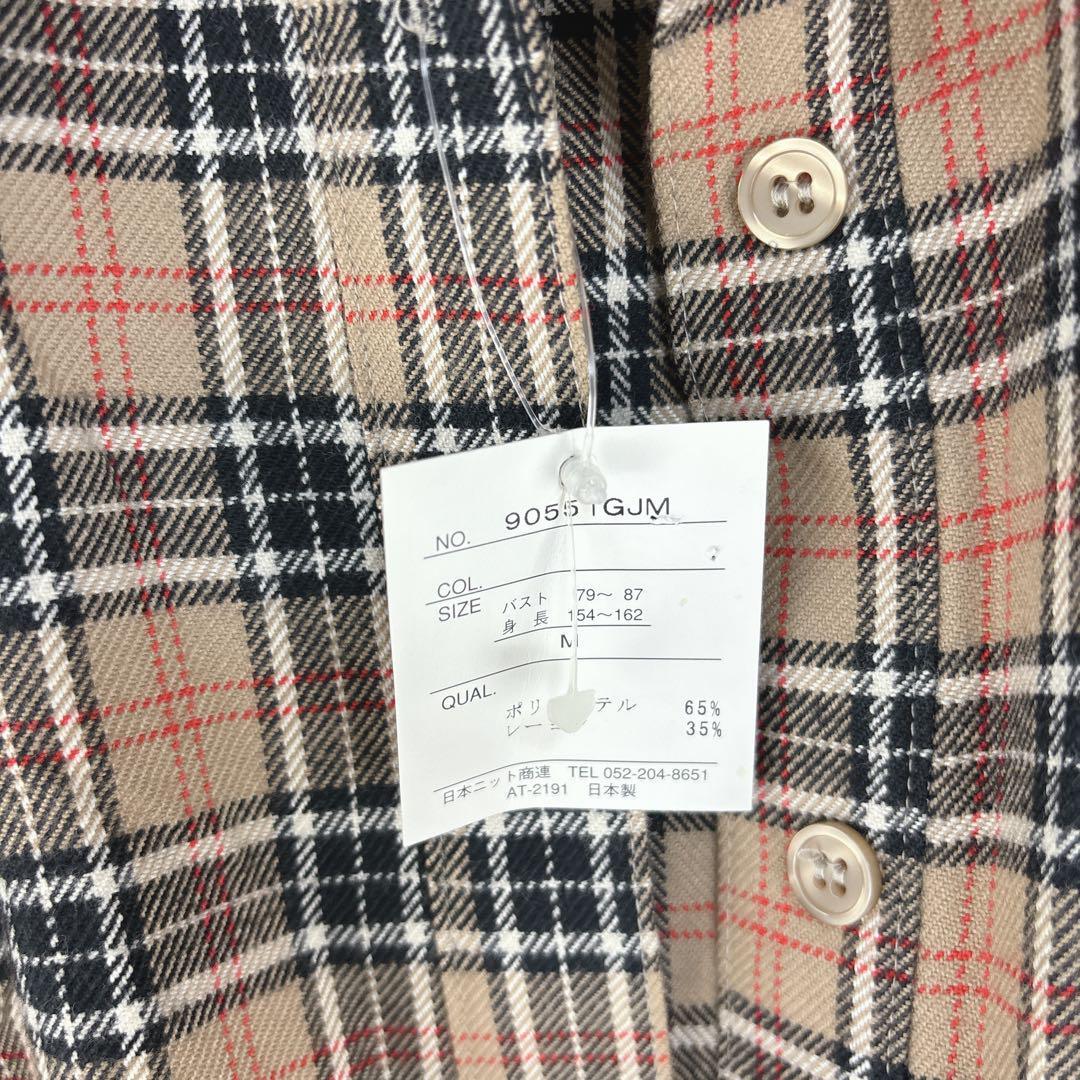 NO. 90551GJM
COL.
SIZE バスト 79〜 87
身 長 154〜162
M
QUAL.
65%
35%
日本ニット商連 TEL 052-204-8651
AT-2191 日本製